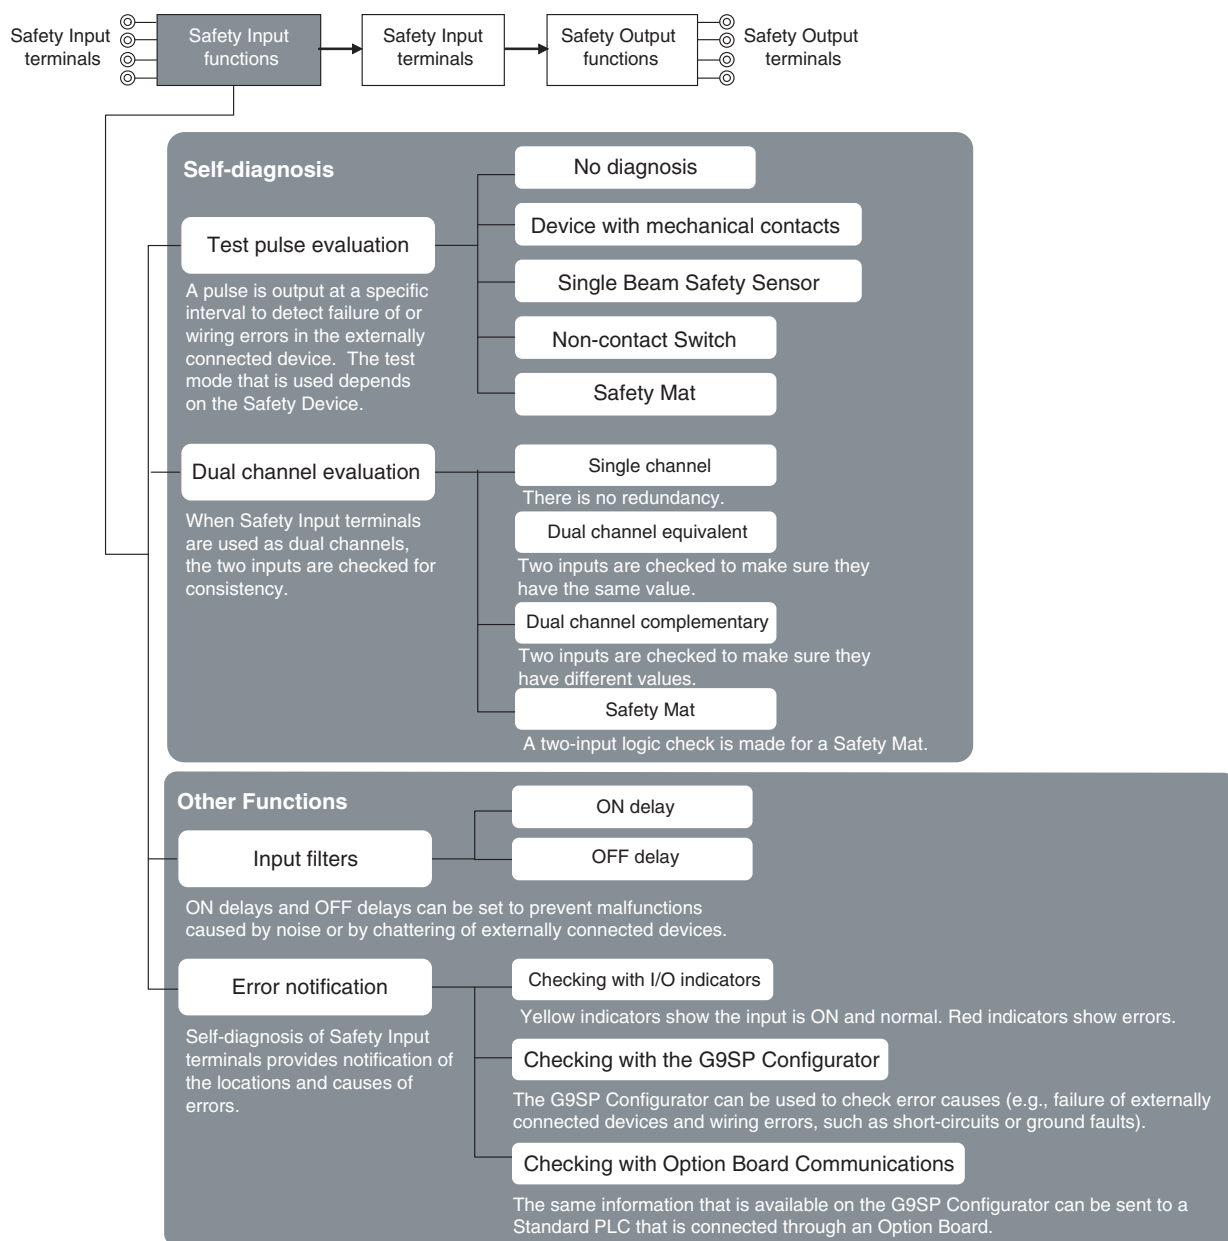 Safety Input
terminals
Safety Input
functions
Safety Input
terminals
Safety Output
functions
Safety Output
terminals
Self-diagnosis
Test pulse evaluation
A pulse is output at a specific
interval to detect failure of or
wiring errors in the externally
connected device. The test
mode that is used depends
on the Safety Device.
No diagnosis
Device with mechanical contacts
Single Beam Safety Sensor
Non-contact Switch
Safety Mat
Dual channel evaluation
When Safety Input terminals
are used as dual channels,
the two inputs are checked for
consistency.
Single channel
There is no redundancy.
Dual channel equivalent
Two inputs are checked to make sure they
have the same value.
Dual channel complementary
Two inputs are checked to make sure they
have different values.
Safety Mat
A two-input logic check is made for a Safety Mat.
Other Functions
Input filters
ON delay
OFF delay
ON delays and OFF delays can be set to prevent malfunctions
caused by noise or by chattering of externally connected devices.
Error notification
Self-diagnosis of Safety Input
terminals provides notification of
the locations and causes of
errors.
Checking with I/O indicators
Yellow indicators show the input is ON and normal. Red indicators show errors.
Checking with the G9SP Configurator
The G9SP Configurator can be used to check error causes (e.g., failure of externally
connected devices and wiring errors, such as short-circuits or ground faults).
Checking with Option Board Communications
The same information that is available on the G9SP Configurator can be sent to a
Standard PLC that is connected through an Option Board.